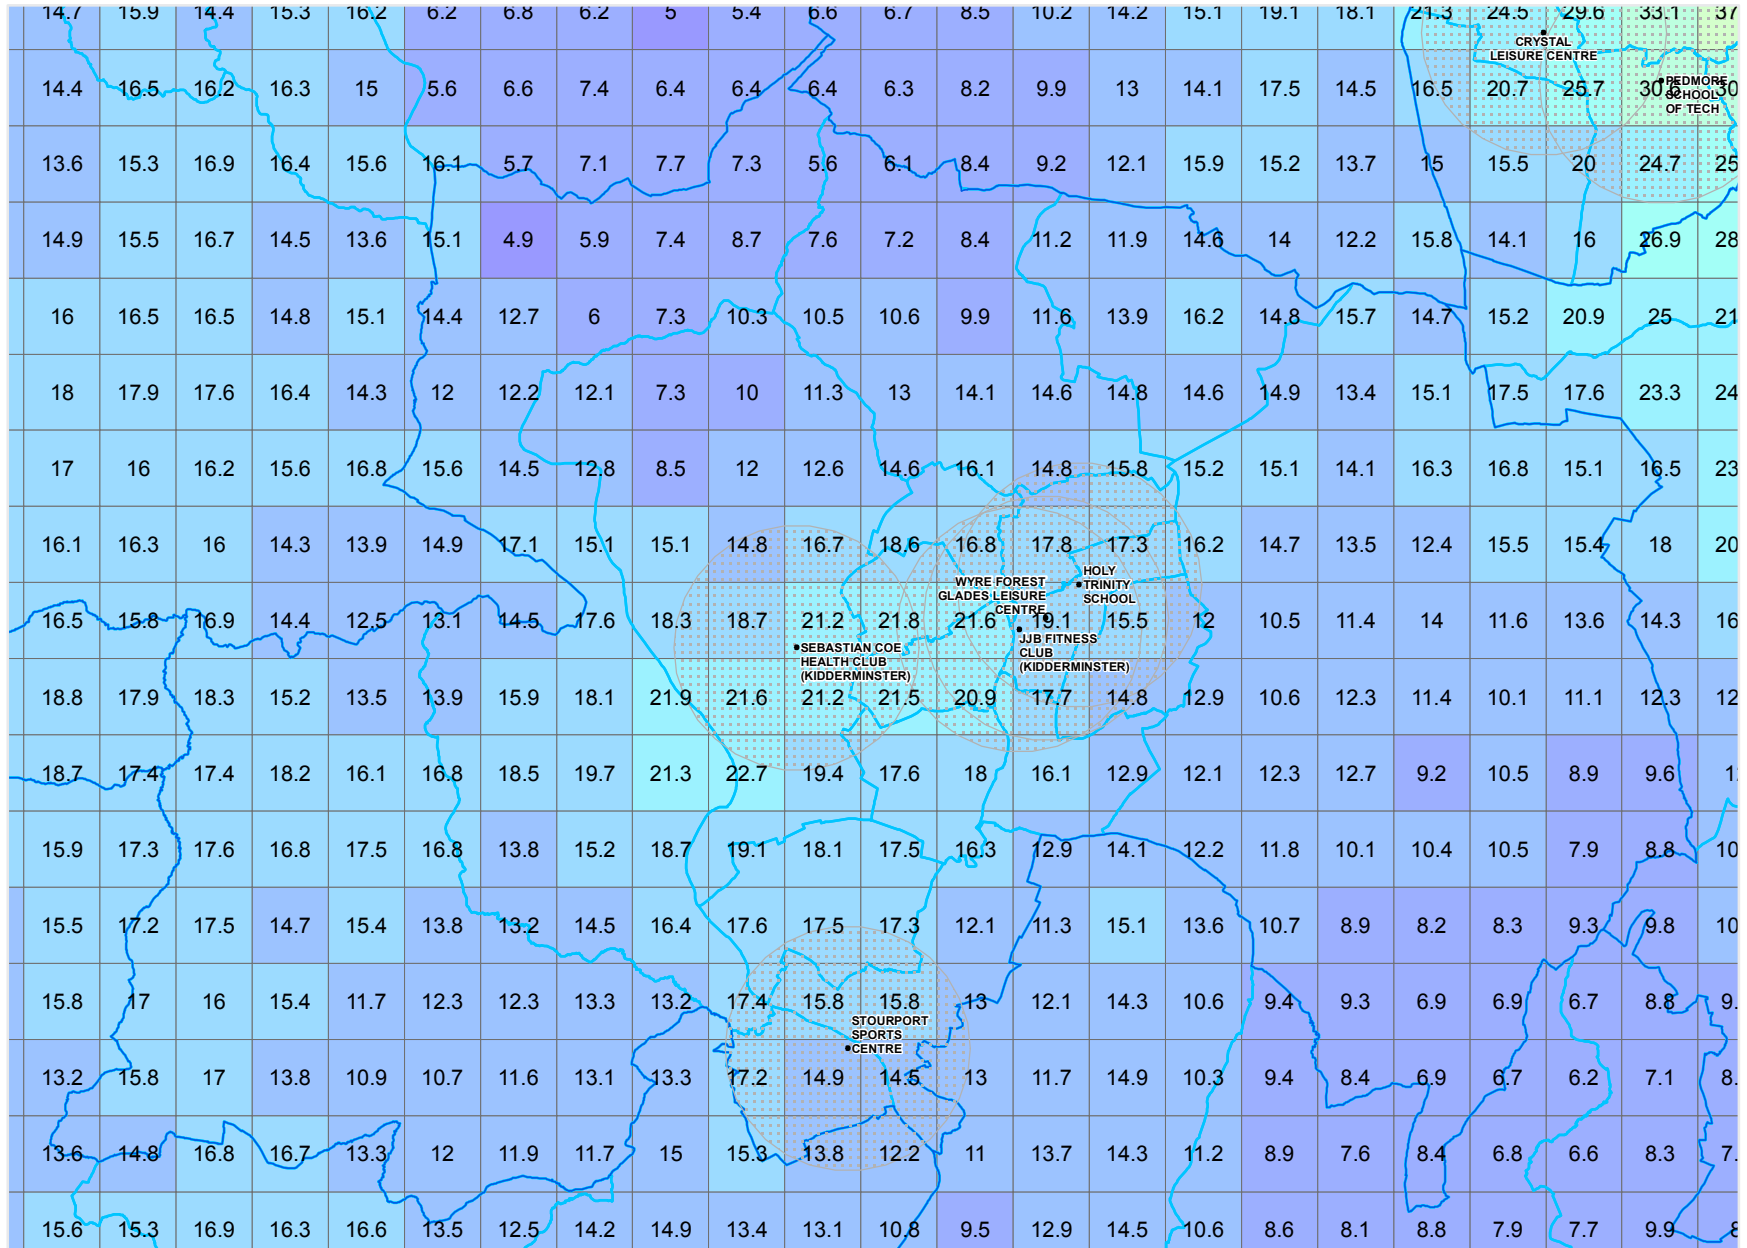 14.7 15.9 14.4 15.3 16.2 6.2 6.8 6.2 5 5.4 6.6 6.7 8.5 10.2 14.2 15.1 19.1 18.1 21.3 24.5 29.6 33.1 37
CRYSTAL
LEISURE CENTRE
14.4 16.5 16.2 16.3 15 5.6 6.6 7.4 6.4 6.4 6.4 6.3 8.2 9.9 13 14.1 17.5 14.5 16.5 20.7 25.7 30.6 30
PEDMORE
SCHOOL
OF TECH
13.6 15.3 16.9 16.4 15.6 16.1 5.7 7.1 7.7 7.3 5.6 6.1 8.4 9.2 12.1 15.9 15.2 13.7 15 15.5 20 24.7 25
14.9 15.5 16.7 14.5 13.6 15.1 4.9 5.9 7.4 8.7 7.6 7.2 8.4 11.2 11.9 14.6 14 12.2 15.8 14.1 16 26.9 28
16 16.5 16.5 14.8 15.1 14.4 12.7 6 7.3 10.3 10.5 10.6 9.9 11.6 13.9 16.2 14.8 15.7 14.7 15.2 20.9 25 21
18 17.9 17.6 16.4 14.3 12 12.2 12.1 7.3 10 11.3 13 14.1 14.6 14.8 14.6 14.9 13.4 15.1 17.5 17.6 23.3 24
17 16 16.2 15.6 16.8 15.6 14.5 12.8 8.5 12 12.6 14.6 16.1 14.8 15.8 15.2 15.1 14.1 16.3 16.8 15.1 16.5 23
16.1 16.3 16 14.3 13.9 14.9 17.1 15.1 15.1 14.8 16.7 18.6 16.8 17.8 17.3 16.2 14.7 13.5 12.4 15.5 15.4 18 20
HOLY
TRINITY
SCHOOL
WYRE FOREST
GLADES LEISURE
CENTRE
16.5 15.8 16.9 14.4 12.5 13.1 14.5 17.6 18.3 18.7 21.2 21.8 21.6 19.1 15.5 12 10.5 11.4 14 11.6 13.6 14.3 16
JJB FITNESS
CLUB
(KIDDERMINSTER)
SEBASTIAN COE
HEALTH CLUB
(KIDDERMINSTER)
18.8 17.9 18.3 15.2 13.5 13.9 15.9 18.1 21.9 21.6 21.2 21.5 20.9 17.7 14.8 12.9 10.6 12.3 11.4 10.1 11.1 12.3 12
18.7 17.4 17.4 18.2 16.1 16.8 18.5 19.7 21.3 22.7 19.4 17.6 18 16.1 12.9 12.1 12.3 12.7 9.2 10.5 8.9 9.6
15.9 17.3 17.6 16.8 17.5 16.8 13.8 15.2 18.7 19.1 18.1 17.5 16.3 12.9 14.1 12.2 11.8 10.1 10.4 10.5 7.9 8.8 10
15.5 17.2 17.5 14.7 15.4 13.8 13.2 14.5 16.4 17.6 17.5 17.3 12.1 11.3 15.1 13.6 10.7 8.9 8.2 8.3 9.3 9.8 10
15.8 17 16 15.4 11.7 12.3 12.3 13.3 13.2 17.4 15.8 15.8 13 12.1 14.3 10.6 9.4 9.3 6.9 6.9 6.7 8.8 9.
STOURPORT
SPORTS
CENTRE
13.2 15.8 17 13.8 10.9 10.7 11.6 13.1 13.3 17.2 14.9 14.5 13 11.7 14.9 10.3 9.4 8.4 6.9 6.7 6.2 7.1 8.
13.6 14.8 16.8 16.7 13.3 12 11.9 11.7 15 15.3 13.8 12.2 11 13.7 14.3 11.2 8.9 7.6 8.4 6.8 6.6 8.3 7.
15.6 15.3 16.9 16.3 16.6 13.5 12.5 14.2 14.9 13.4 13.1 10.8 9.5 12.9 14.5 10.6 8.6 8.1 8.8 7.9 7.7 9.9